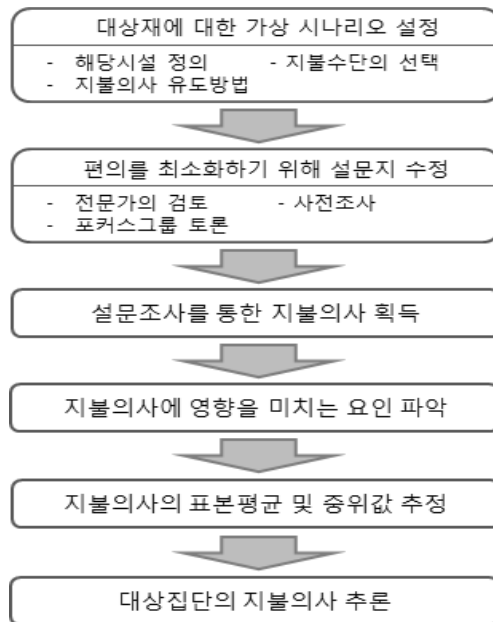 대상재에 대한 가상 시나리오 설정
- 해당시설 정의 - 지불수단의 선택
- 지불의사 유도방법
편의를 최소화하기 위해 설문지 수정
- 전문가의 검토 - 사전조사
- 포커스그룹 토론
설문조사를 통한 지불의사 획득
지불의사에 영향을 미치는 요인 파악
지불의사의 표본평균 및 중위값 추정
대상집단의 지불의사 추론